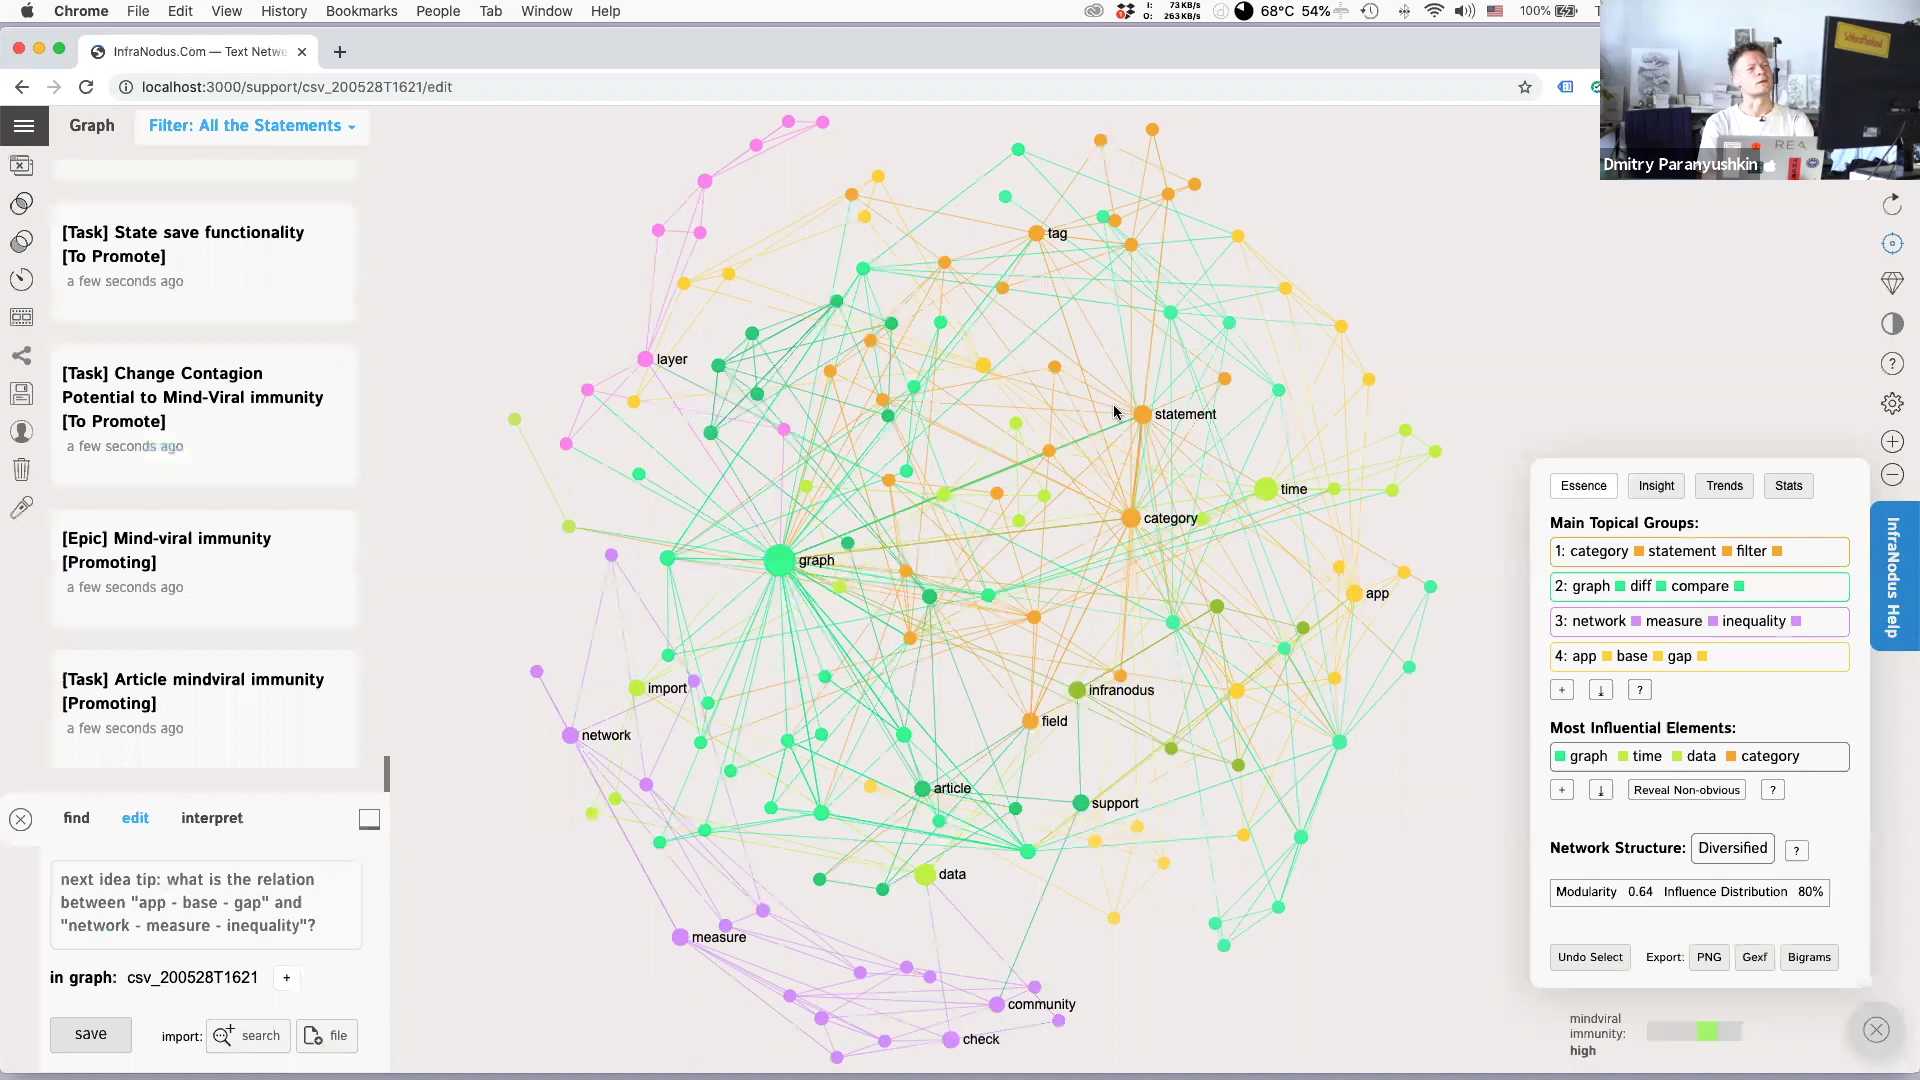 Chrome File Edit View History Bookmarks People Tab Window Help
I: 73 KB/s
O: 263 KB/s
68°C 54%
100%
InfraNodus.Com — Text Netw
localhost:3000/support/csv_200528T1621/edit
Schlaraffenland
REA
Dmitry Paranyushkin
Graph
Filter: All the Statements
[Task] State save functionality
[To Promote]
a few seconds ago
[Task] Change Contagion
Potential to Mind-Viral immunity
[To Promote]
a few seconds ago
[Epic] Mind-viral immunity
[Promoting]
a few seconds ago
[Task] Article mindviral immunity
[Promoting]
a few seconds ago
find edit interpret
next idea tip: what is the relation
between "app - base - gap" and
"network - measure - inequality"?
in graph: csv_200528T1621 +
save import: search file
tag
layer
statement
time
category
graph
app
import
infranodus
field
network
article
support
data
measure
community
check
Essence Insight Trends Stats
Main Topical Groups:
1: category statement filter
2: graph diff compare
3: network measure inequality
4: app base gap
+ ↓ ?
Most Influential Elements:
graph time data category
+ ↓ Reveal Non-obvious ?
Network Structure: Diversified ?
Modularity 0.64 Influence Distribution 80%
Undo Select Export: PNG Gexf Bigrams
InfraNodus Help
mindviral
immunity:
high